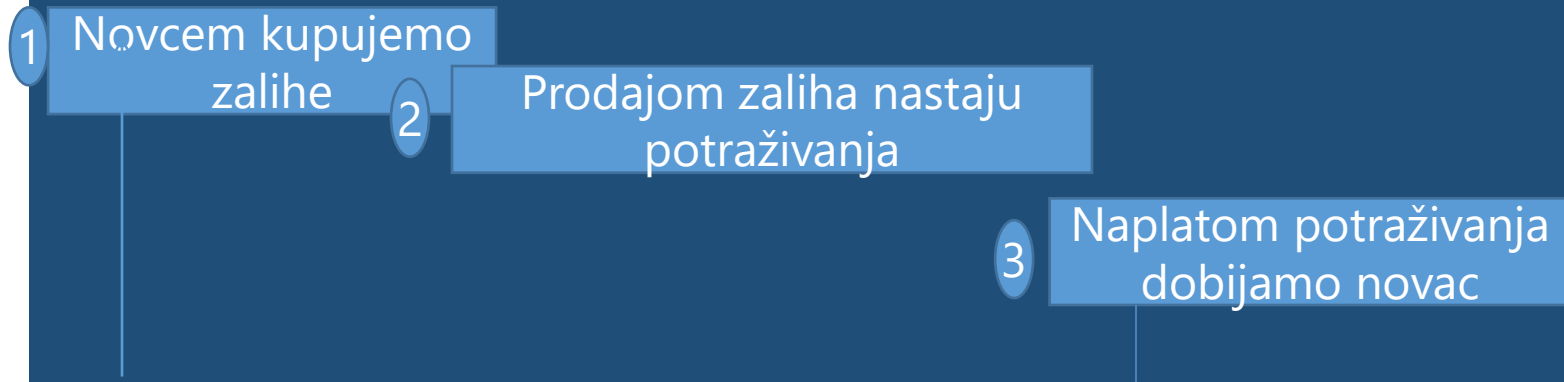 1
Novcem kupujemo
zalihe
2
Prodajom zaliha nastaju
potraživanja
3
Naplatom potraživanja
dobijamo novac